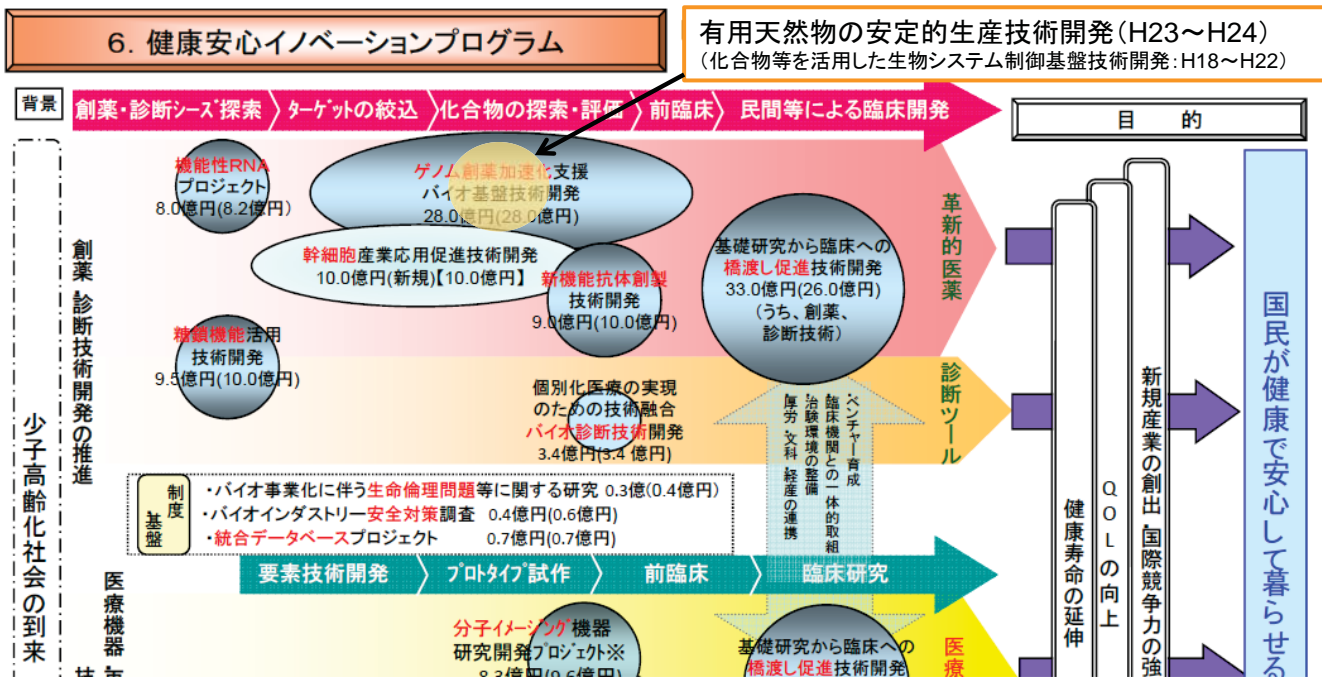 6. 健康安心イノベーションプログラム
有用天然物の安定的生産技術開発(H23～H24)
(化合物等を活用した生物システム制御基盤技術開発:H18～H22)
背景
創薬・診断シーズ探索
ターゲットの絞込
化合物の探索・評価
前臨床
民間等による臨床開発
目 的
少子高齢化社会の到来
創薬・診断技術開発の推進
機能性RNA
プロジェクト
8.0億円(8.2億円)
ゲノム創薬加速化支援
バイオ基盤技術開発
28.0億円(28.0億円)
幹細胞産業応用促進技術開発
10.0億円(新規)【10.0億円】
新機能抗体創製
技術開発
9.0億円(10.0億円)
基礎研究から臨床への
橋渡し促進技術開発
33.0億円(26.0億円)
(うち、創薬、
診断技術)
糖鎖機能活用
技術開発
9.5億円(10.0億円)
個別化医療の実現
のための技術融合
バイオ診断技術開発
3.4億円(3.4 億円)
革新的医薬
診断ツール
ベンチャー育成
臨床機関との一体的取組
治験環境の整備
厚労・文科・経産の連携
制度
基盤
・バイオ事業化に伴う生命倫理問題等に関する研究 0.3億(0.4億円)
・バイオインダストリー安全対策調査 0.4億円(0.6億円)
・統合データベースプロジェクト 0.7億円(0.7億円)
要素技術開発
プロトタイプ試作
前臨床
臨床研究
医療機器
分子イメージング機器
研究開発プロジェクト※
8.3億円(9.6億円)
基礎研究から臨床への
橋渡し促進技術開発
医療
健康寿命の延伸
QOLの向上
新規産業の創出・国際競争力の強
国民が健康で安心して暮らせる